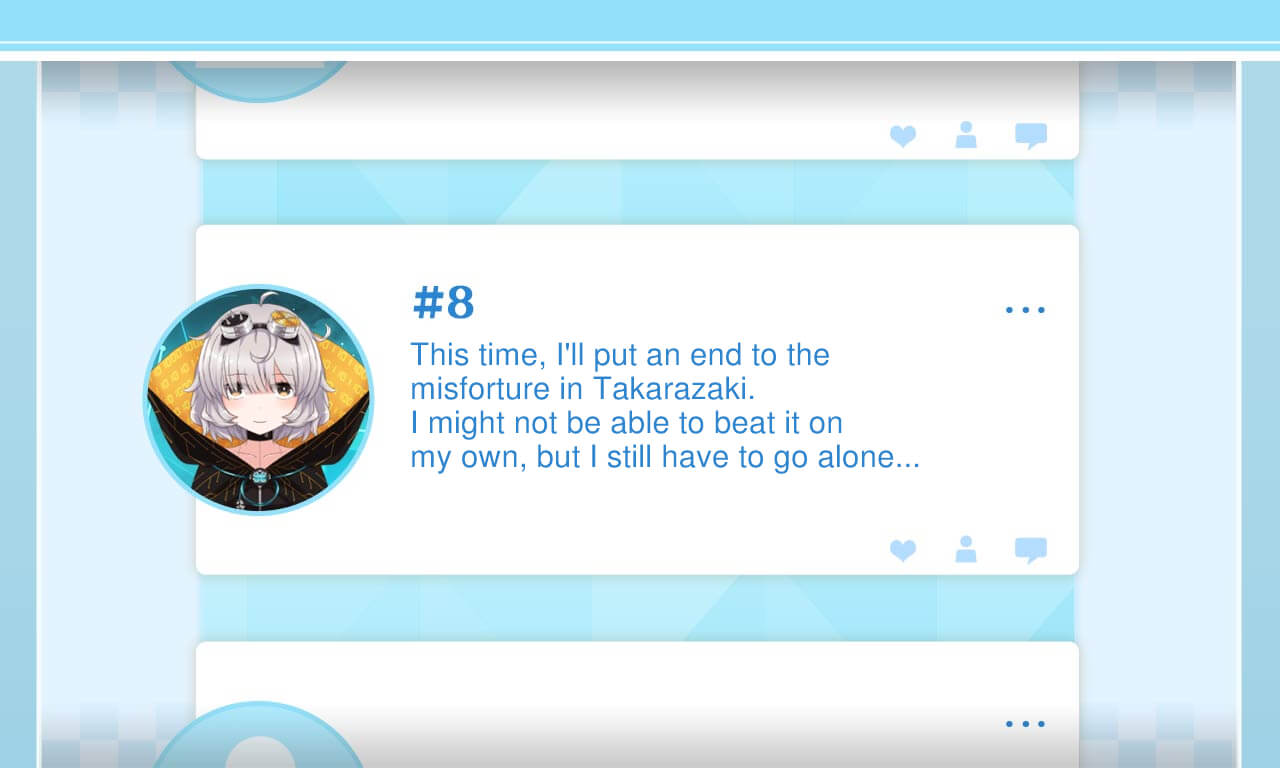 #8
This time, I'll put an end to the
misforture in Takarazaki.
I might not be able to beat it on
my own, but I still have to go alone...